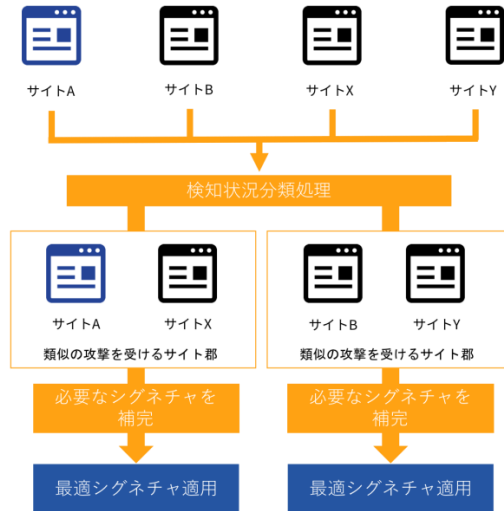 サイトA
サイトB
サイトX
サイトY
検知状況分類処理
サイトA
サイトX
類似の攻撃を受けるサイト郡
サイトB
サイトY
類似の攻撃を受けるサイト郡
必要なシグネチャを
補完
必要なシグネチャを
補完
最適シグネチャ適用
最適シグネチャ適用